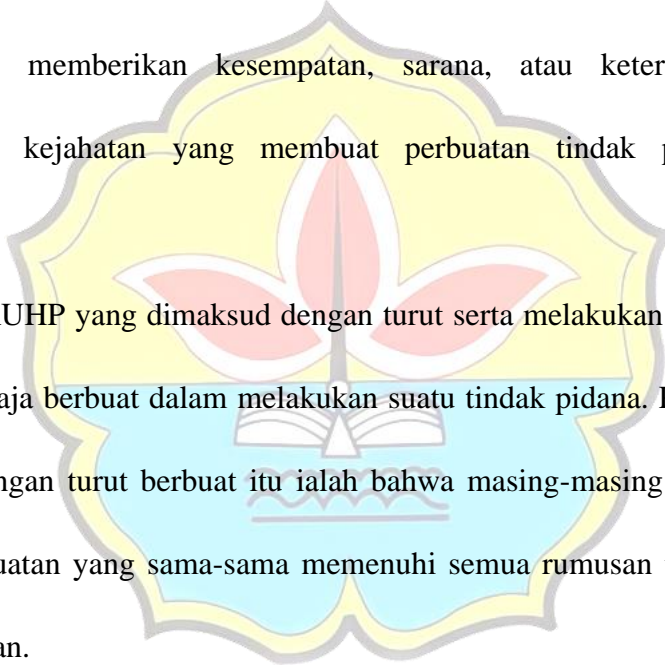 memberikan kesempatan, sarana, atau keter
kejahatan yang membuat perbuatan tindak p
UHP yang dimaksud dengan turut serta melakukan
aja berbuat dalam melakukan suatu tindak pidana.
ngan turut berbuat itu ialah bahwa masing-masing
uatan yang sama-sama memenuhi semua rumusan
an.